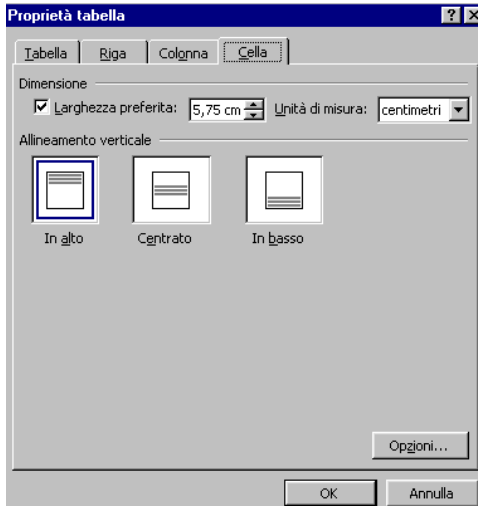 Proprietà tabella
Tabella Riga Colonna Cella
Dimensione
Larghezza preferita: 5,75 cm Unità di misura: centimetri
Allineamento verticale
In alto Centrato In basso
Opzioni...
OK Annulla